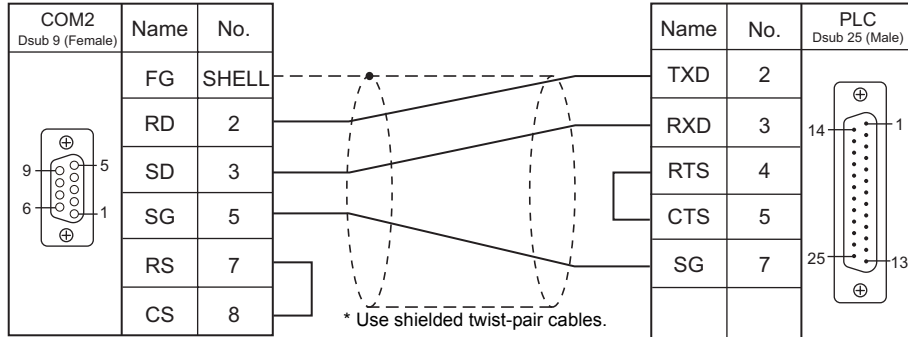 COM2
Dsub 9 (Female)
Name No.
FG SHELL
RD 2
SD 3
SG 5
RS 7
CS 8
9
5
6
1
* Use shielded twist-pair cables.
Name No.
PLC
Dsub 25 (Male)
TXD 2
RXD 3
RTS 4
CTS 5
SG 7
14
1
25
13